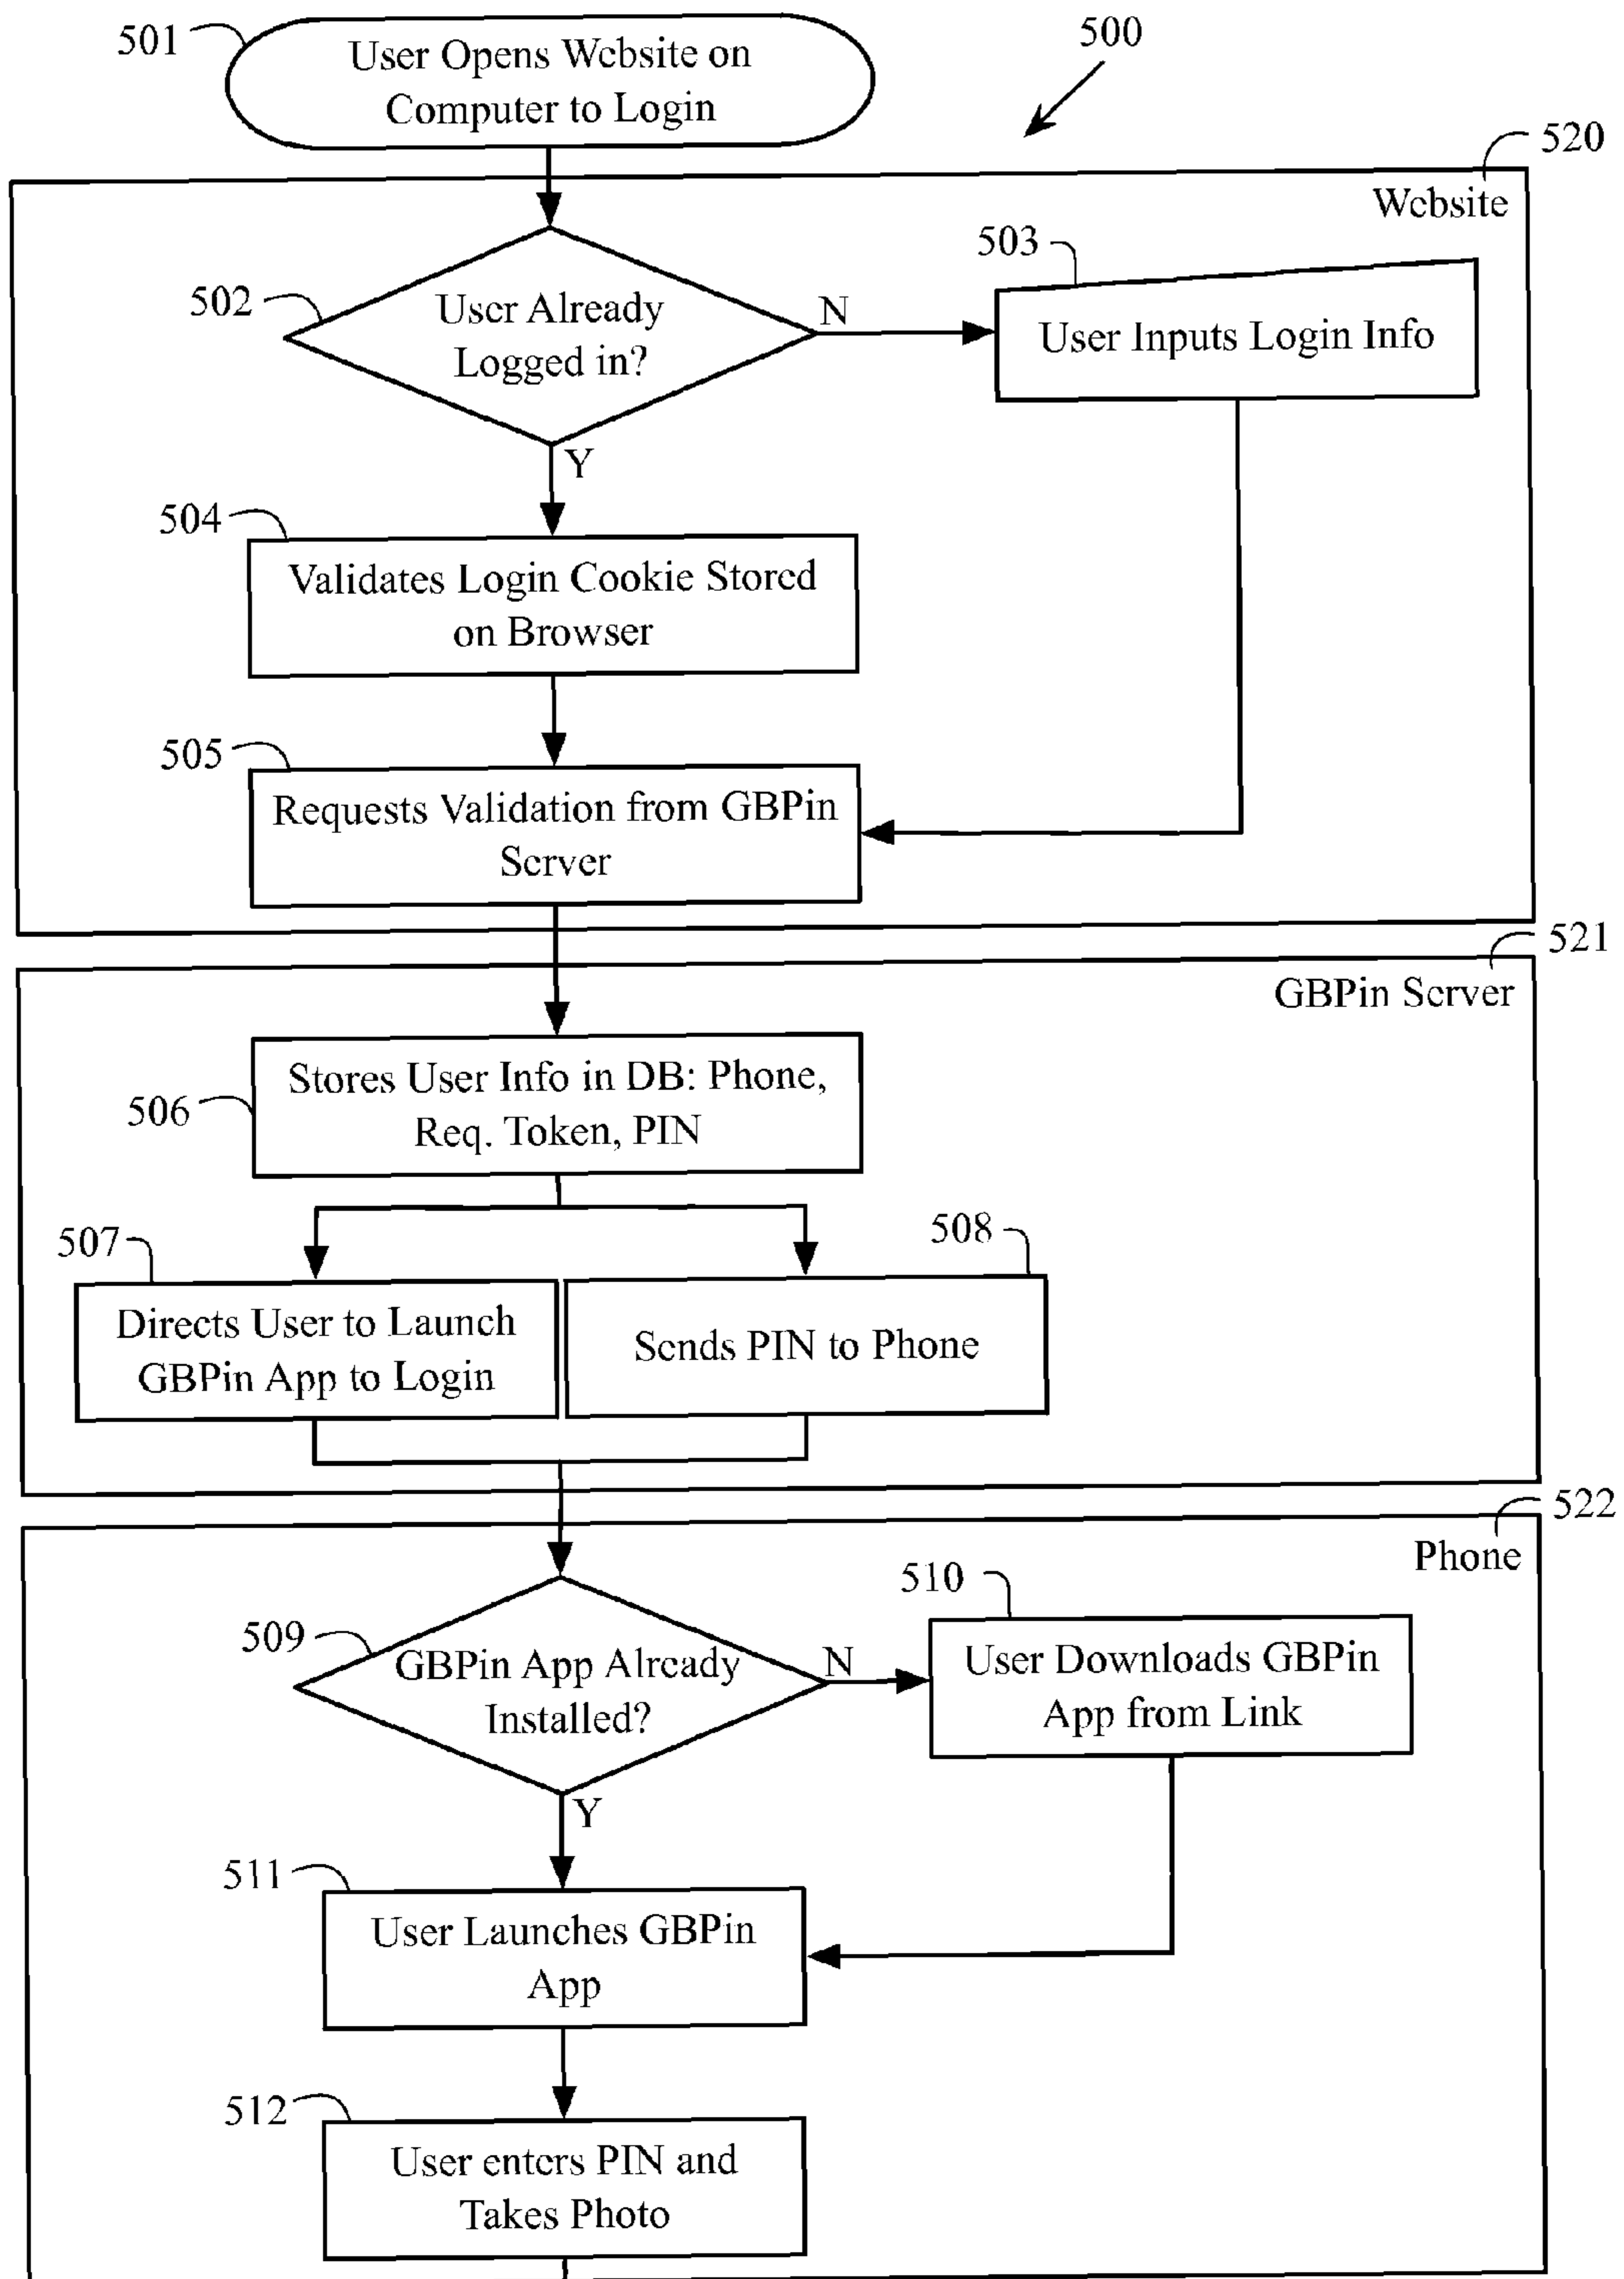 501
User Opens Website on
Computer to Login
500
520
Website
502
User Already
Logged in?
N
503
User Inputs Login Info
Y
504
Validates Login Cookie Stored
on Browser
505
Requests Validation from GBPin
Server
521
GBPin Server
506
Stores User Info in DB: Phone,
Req. Token, PIN
507
Directs User to Launch
GBPin App to Login
508
Sends PIN to Phone
522
Phone
509
GBPin App Already
Installed?
N
510
User Downloads GBPin
App from Link
Y
511
User Launches GBPin
App
512
User enters PIN and
Takes Photo